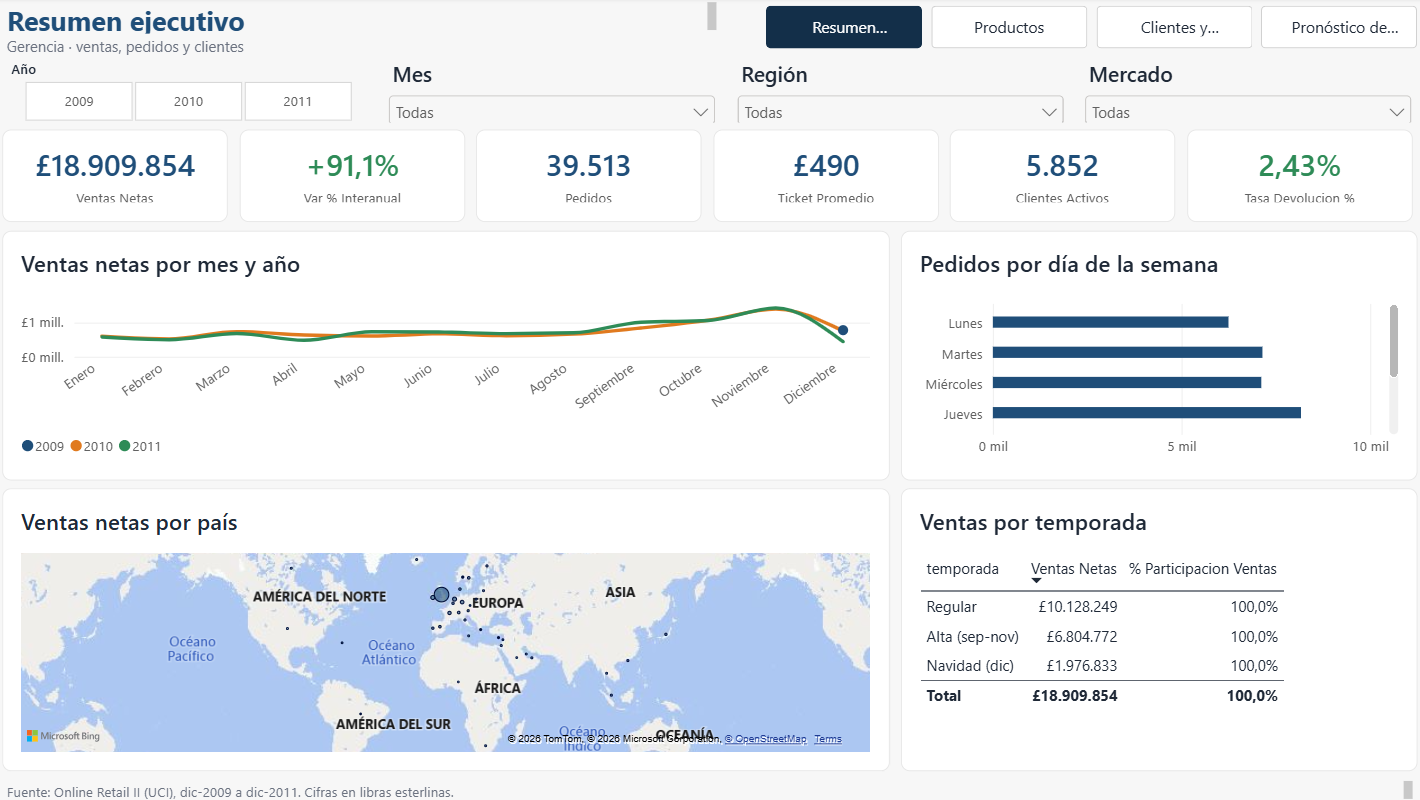 Resumen ejecutivo
Gerencia · ventas, pedidos y clientes
Resumen...
Productos
Clientes y...
Pronóstico de...
Año
2009
2010
2011
Mes
Todas
Región
Todas
Mercado
Todas
£18.909.854
Ventas Netas
+91,1%
Var % Interanual
39.513
Pedidos
£490
Ticket Promedio
5.852
Clientes Activos
2,43%
Tasa Devolucion %
Ventas netas por mes y año
£1 mill.
£0 mill.
Enero
Febrero
Marzo
Abril
Mayo
Junio
Julio
Agosto
Septiembre
Octubre
Noviembre
Diciembre
2009 2010 2011
Pedidos por día de la semana
Lunes
Martes
Miércoles
Jueves
0 mil 5 mil 10 mil
Ventas netas por país
AMÉRICA DEL NORTE
EUROPA
ASIA
Océano
Pacífico
Océano
Atlántico
ÁFRICA
AMÉRICA DEL SUR
Océano
Índico
OCEANÍA
Microsoft Bing
© 2026 TomTom, © 2026 Microsoft Corporation, © OpenStreetMap Terms
Ventas por temporada
temporada Ventas Netas % Participacion Ventas
Regular £10.128.249 100,0%
Alta (sep-nov) £6.804.772 100,0%
Navidad (dic) £1.976.833 100,0%
Total £18.909.854 100,0%
Fuente: Online Retail II (UCI), dic-2009 a dic-2011. Cifras en libras esterlinas.